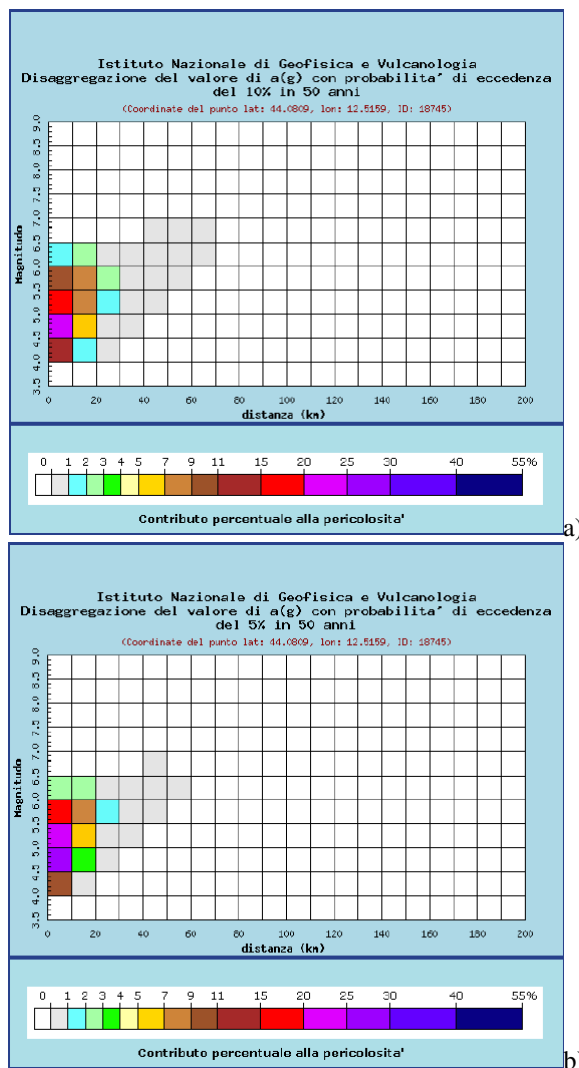 Istituto Nazionale di Geofisica e Vulcanologia
Disaggregazione del valore di a(g) con probabilita' di eccedenza
del 10% in 50 anni
(Coordinate del punto lat: 44.0809, lon: 12.5159, ID: 18745)
Magnitudo
9.0
8.5
8.0
7.5
7.0
6.5
6.0
5.5
5.0
4.5
4.0
3.5
0 20 40 60 80 100 120 140 160 180 200
distanza (km)
0 1 2 3 4 5 7 9 11 15 20 25 30 40 55%
Contributo percentuale alla pericolosita'
a)
Istituto Nazionale di Geofisica e Vulcanologia
Disaggregazione del valore di a(g) con probabilita' di eccedenza
del 5% in 50 anni
(Coordinate del punto lat: 44.0809, lon: 12.5159, ID: 18745)
Magnitudo
9.0
8.5
8.0
7.5
7.0
6.5
6.0
5.5
5.0
4.5
4.0
3.5
0 20 40 60 80 100 120 140 160 180 200
distanza (km)
0 1 2 3 4 5 7 9 11 15 20 25 30 40 55%
Contributo percentuale alla pericolosita'
b)